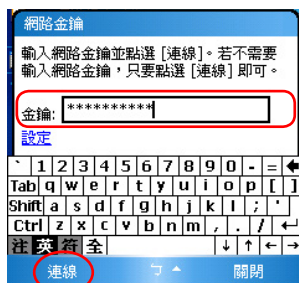 網路金鑰
輸入網路金鑰並點選 [連線]。若不需要
輸入網路金鑰，只要點選 [連線] 即可。
金鑰: **********
設定
` 1 2 3 4 5 6 7 8 9 0 - = ←
Tab q w e r t y u i o p [ ]
Shift a s d f g h j k l ; '
Ctrl z x c v b n m , . / ↵
注 英 符 全 ↓ ↑ ← →
連線 ㄅ 關閉